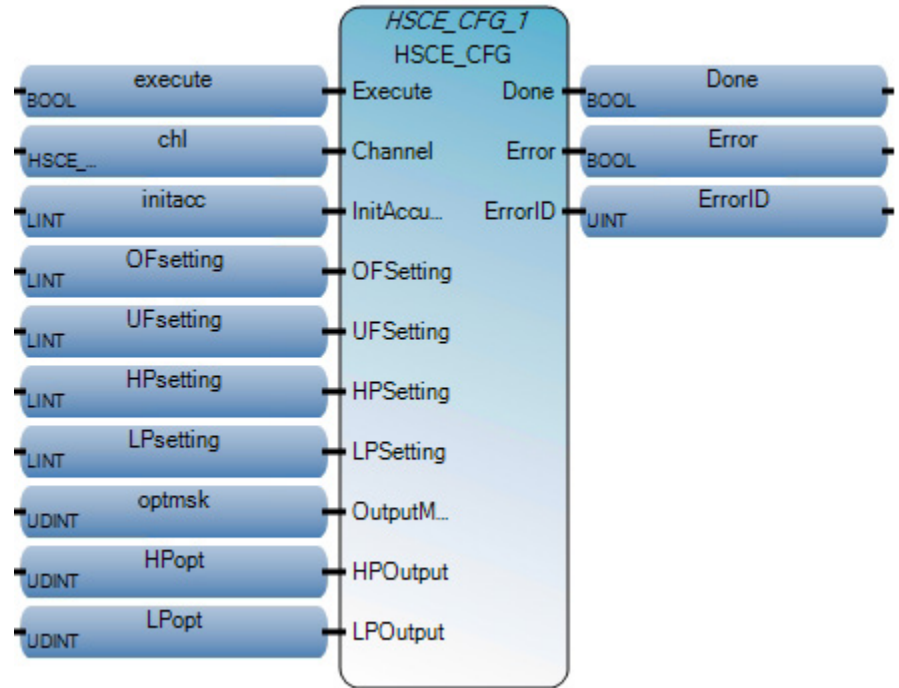 HSCE_CFG_1
HSCE_CFG
execute
BOOL
Execute
Done
Done
BOOL
chl
HSCE_...
Channel
Error
Error
BOOL
initacc
LINT
InitAccu...
ErrorID
ErrorID
UINT
OFsetting
LINT
OFSetting
UFsetting
LINT
UFSetting
HPsetting
LINT
HPSetting
LPsetting
LINT
LPSetting
optmsk
UDINT
OutputM...
HPopt
UDINT
HPOutput
LPopt
UDINT
LPOutput